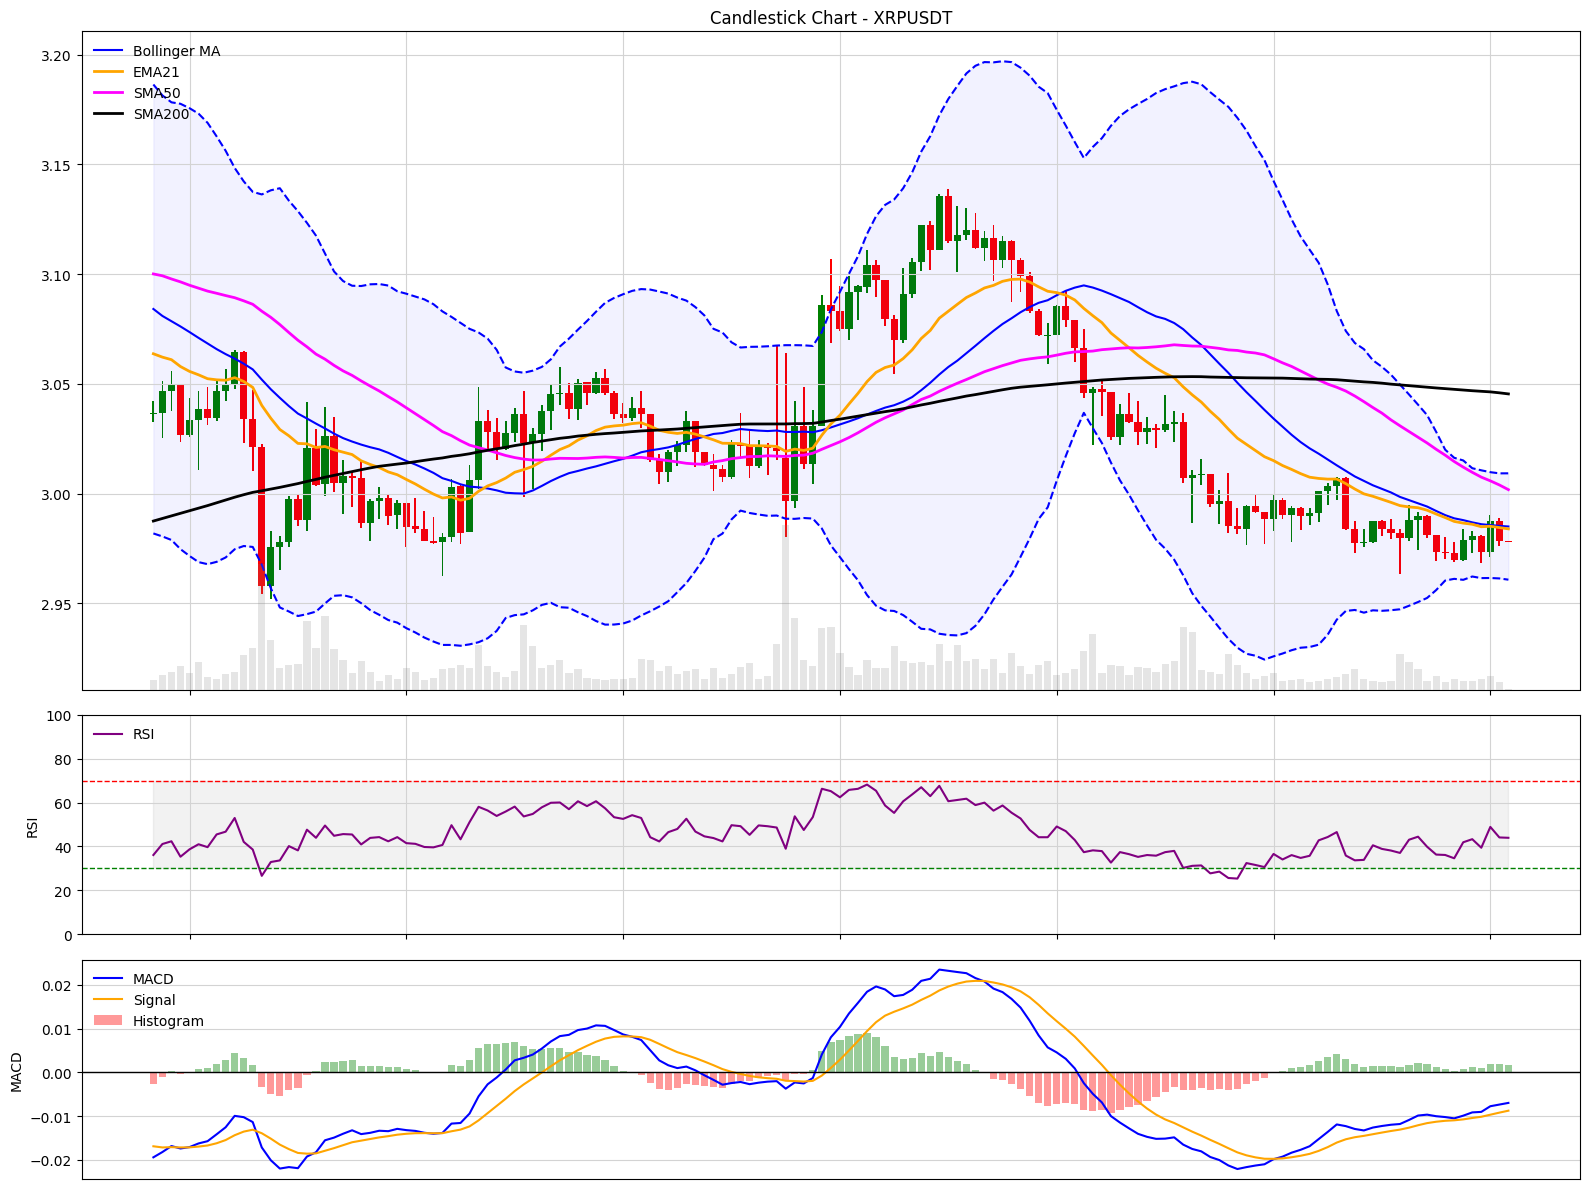 Candlestick Chart - XRPUSDT
Bollinger MA
EMA21
SMA50
SMA200
3.20
3.15
3.10
3.05
3.00
2.95
RSI
RSI
100
80
60
40
20
0
MACD
MACD
Signal
Histogram
0.02
0.01
0.00
−0.01
−0.02